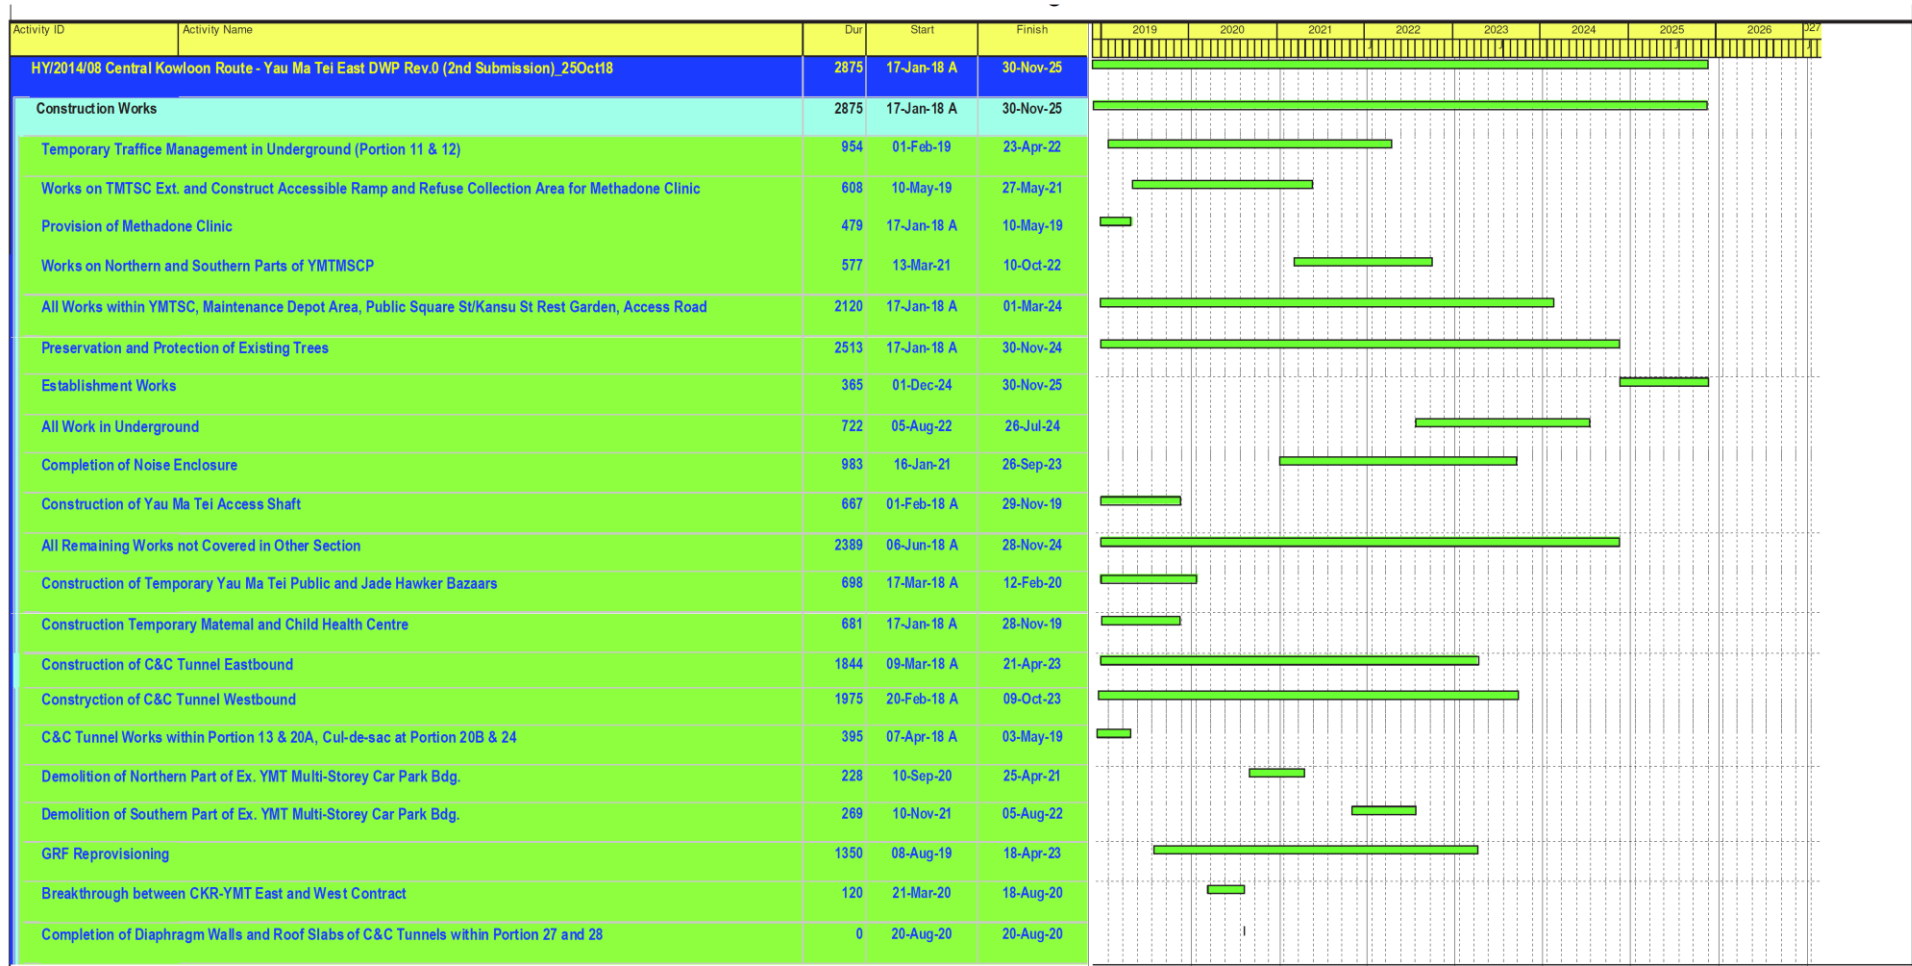 Activity ID Activity Name Dur Start Finish 2019 2020 2021 2022 2023 2024 2025 2026
HY/2014/08 Central Kowloon Route - Yau Ma Tei East DWP Rev.0 (2nd Submission)_25Oct18 2875 17-Jan-18 A 30-Nov-25
Construction Works 2875 17-Jan-18 A 30-Nov-25
Temporary Traffice Management in Underground (Portion 11 & 12) 954 01-Feb-19 23-Apr-22
Works on TMTSC Ext. and Construct Accessible Ramp and Refuse Collection Area for Methadone Clinic 608 10-May-19 27-May-21
Provision of Methadone Clinic 479 17-Jan-18 A 10-May-19
Works on Northern and Southern Parts of YMTMSCP 577 13-Mar-21 10-Oct-22
All Works within YMTSC, Maintenance Depot Area, Public Square St/Kansu St Rest Garden, Access Road 2120 17-Jan-18 A 01-Mar-24
Preservation and Protection of Existing Trees 2513 17-Jan-18 A 30-Nov-24
Establishment Works 365 01-Dec-24 30-Nov-25
All Work in Underground 722 05-Aug-22 26-Jul-24
Completion of Noise Enclosure 983 16-Jan-21 26-Sep-23
Construction of Yau Ma Tei Access Shaft 667 01-Feb-18 A 29-Nov-19
All Remaining Works not Covered in Other Section 2389 06-Jun-18 A 28-Nov-24
Construction of Temporary Yau Ma Tei Public and Jade Hawker Bazaars 698 17-Mar-18 A 12-Feb-20
Construction Temporary Matemal and Child Health Centre 681 17-Jan-18 A 28-Nov-19
Construction of C&C Tunnel Eastbound 1844 09-Mar-18 A 21-Apr-23
Constryction of C&C Tunnel Westbound 1975 20-Feb-18 A 09-Oct-23
C&C Tunnel Works within Portion 13 & 20A, Cul-de-sac at Portion 20B & 24 395 07-Apr-18 A 03-May-19
Demolition of Northern Part of Ex. YMT Multi-Storey Car Park Bdg. 228 10-Sep-20 25-Apr-21
Demolition of Southern Part of Ex. YMT Multi-Storey Car Park Bdg. 269 10-Nov-21 05-Aug-22
GRF Reprovisioning 1350 08-Aug-19 18-Apr-23
Breakthrough between CKR-YMT East and West Contract 120 21-Mar-20 18-Aug-20
Completion of Diaphragm Walls and Roof Slabs of C&C Tunnels within Portion 27 and 28 0 20-Aug-20 20-Aug-20